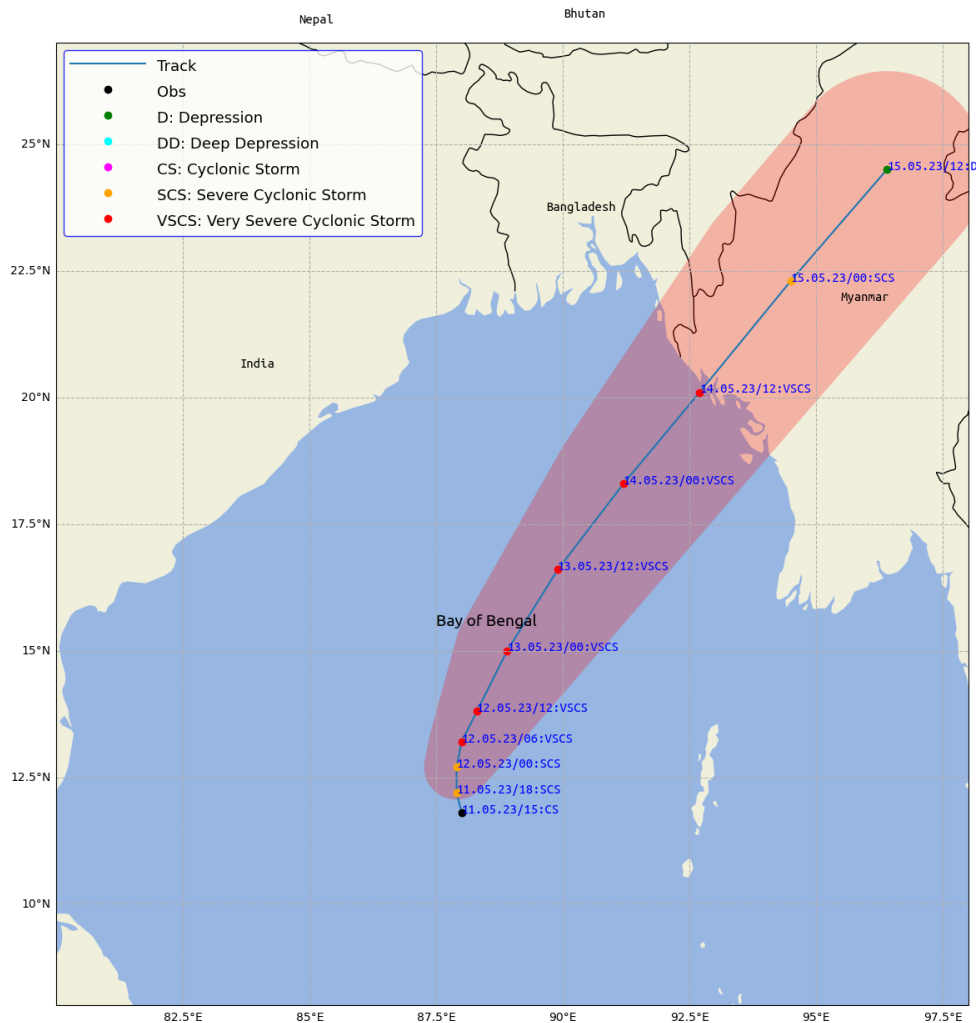 Nepal
Bhutan
Track
Obs
D: Depression
DD: Deep Depression
CS: Cyclonic Storm
SCS: Severe Cyclonic Storm
VSCS: Very Severe Cyclonic Storm
25°N
15.05.23/12:D
Bangladesh
22.5°N
15.05.23/00:SCS
Myanmar
India
20°N
14.05.23/12:VSCS
14.05.23/00:VSCS
17.5°N
13.05.23/12:VSCS
Bay of Bengal
15°N
13.05.23/00:VSCS
12.05.23/12:VSCS
12.05.23/06:VSCS
12.05.23/00:SCS
12.5°N
11.05.23/18:SCS
11.05.23/15:CS
10°N
82.5°E
85°E
87.5°E
90°E
92.5°E
95°E
97.5°E